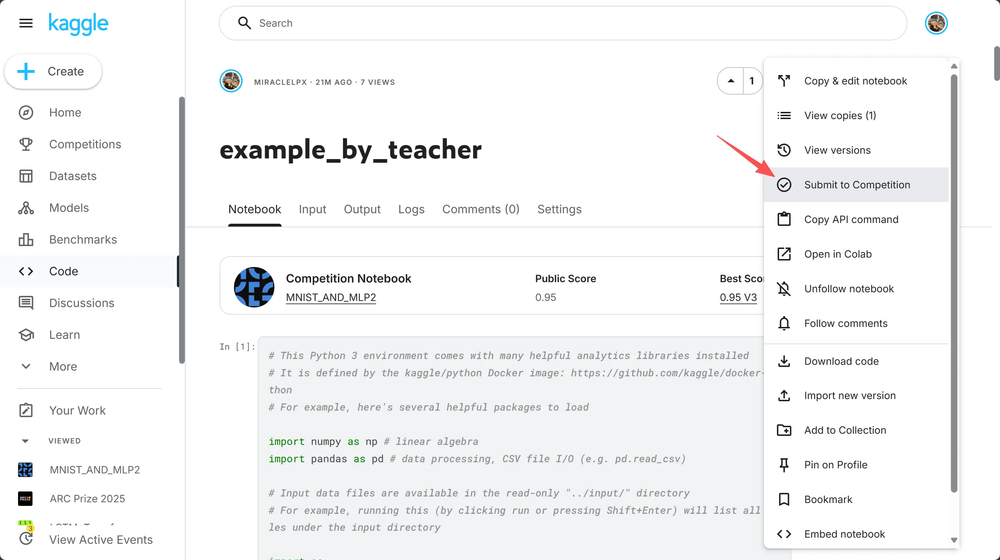 kaggle
Search
Create
Home
Competitions
Datasets
Models
Benchmarks
Code
Discussions
Learn
More
Your Work
VIEWED
MNIST_AND_MLP2
ARC Prize 2025
3
View Active Events
MIRACLELPX · 21M AGO · 7 VIEWS
1
example_by_teacher
Notebook Input Output Logs Comments (0) Settings
Competition Notebook
MNIST_AND_MLP2
Public Score
0.95
Best Scor
0.95 V3
In [1]:
# This Python 3 environment comes with many helpful analytics libraries installed
# It is defined by the kaggle/python Docker image: https://github.com/kaggle/docker-
thon
# For example, here's several helpful packages to load
import numpy as np # linear algebra
import pandas as pd # data processing, CSV file I/O (e.g. pd.read_csv)
# Input data files are available in the read-only "../input/" directory
# For example, running this (by clicking run or pressing Shift+Enter) will list all
les under the input directory
Copy & edit notebook
View copies (1)
View versions
Submit to Competition
Copy API command
Open in Colab
Unfollow notebook
Follow comments
Download code
Import new version
Add to Collection
Pin on Profile
Bookmark
Embed notebook